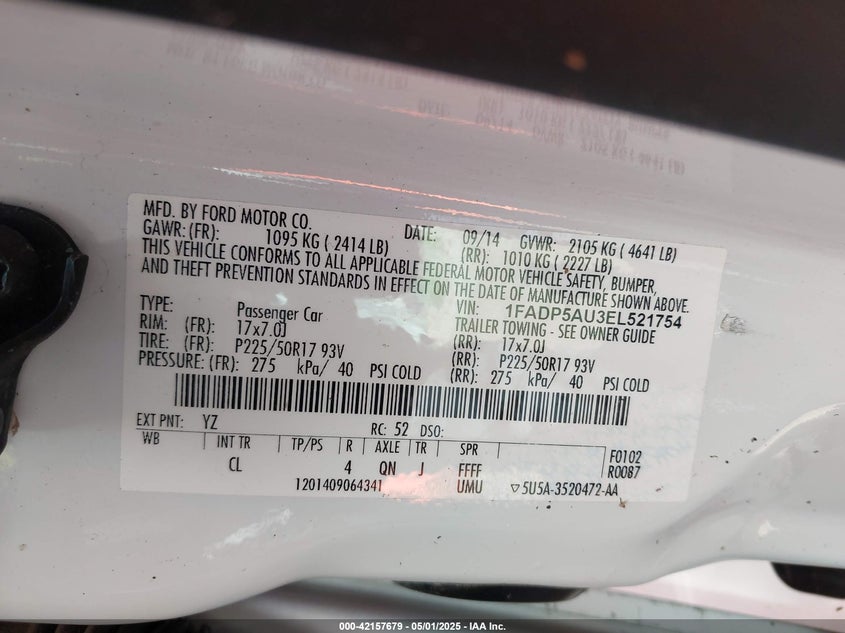 MFD. BY FORD MOTOR CO.
DATE: 09/14 GVWR: 2105 KG ( 4641 LB)
GAWR: (FR): 1095 KG ( 2414 LB) (RR): 1010 KG ( 2227 LB)
THIS VEHICLE CONFORMS TO ALL APPLICABLE FEDERAL MOTOR VEHICLE SAFETY, BUMPER,
AND THEFT PREVENTION STANDARDS IN EFFECT ON THE DATE OF MANUFACTURE SHOWN ABOVE.
VIN: 1FADP5AU3EL521754
TYPE: Passenger Car TRAILER TOWING - SEE OWNER GUIDE
RIM: (FR): 17x7.0J (RR): 17x7.0J
TIRE: (FR): P225/50R17 93V (RR): P225/50R17 93V
PRESSURE: (FR): 275 kPa/ 40 PSI COLD (RR): 275 kPa/ 40 PSI COLD
EXT PNT: YZ RC: 52 DSO:
WB INT TR TP/PS R AXLE TR SPR F0102
CL 4 QN J FFFF R0087
1201409064341 UMU ▽5U5A-3520472-AA
000-42157679 - 05/01/2025 - IAA Inc.